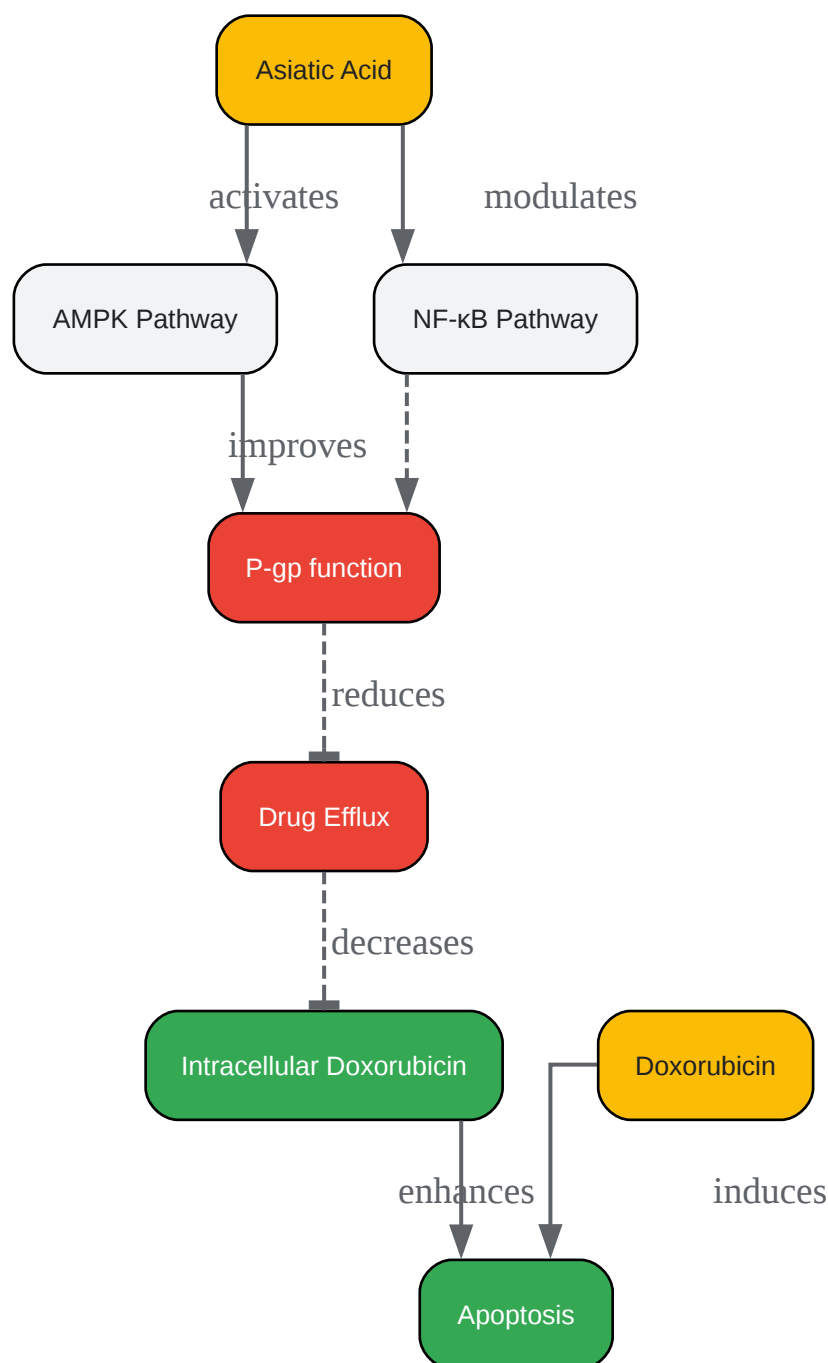 Asiatic Acid
activates
modulates
AMPK Pathway
NF-κB Pathway
improves
P-gp function
reduces
Drug Efflux
decreases
Intracellular Doxorubicin
Doxorubicin
enhances
induces
Apoptosis